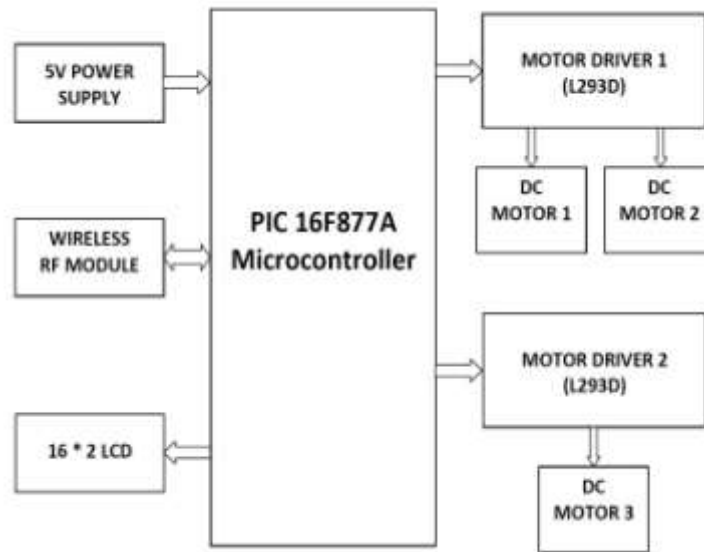 5V POWER
SUPPLY
WIRELESS
RF MODULE
16 * 2 LCD
PIC 16F877A
Microcontroller
MOTOR DRIVER 1
(L293D)
DC
MOTOR 1
DC
MOTOR 2
MOTOR DRIVER 2
(L293D)
DC
MOTOR 3